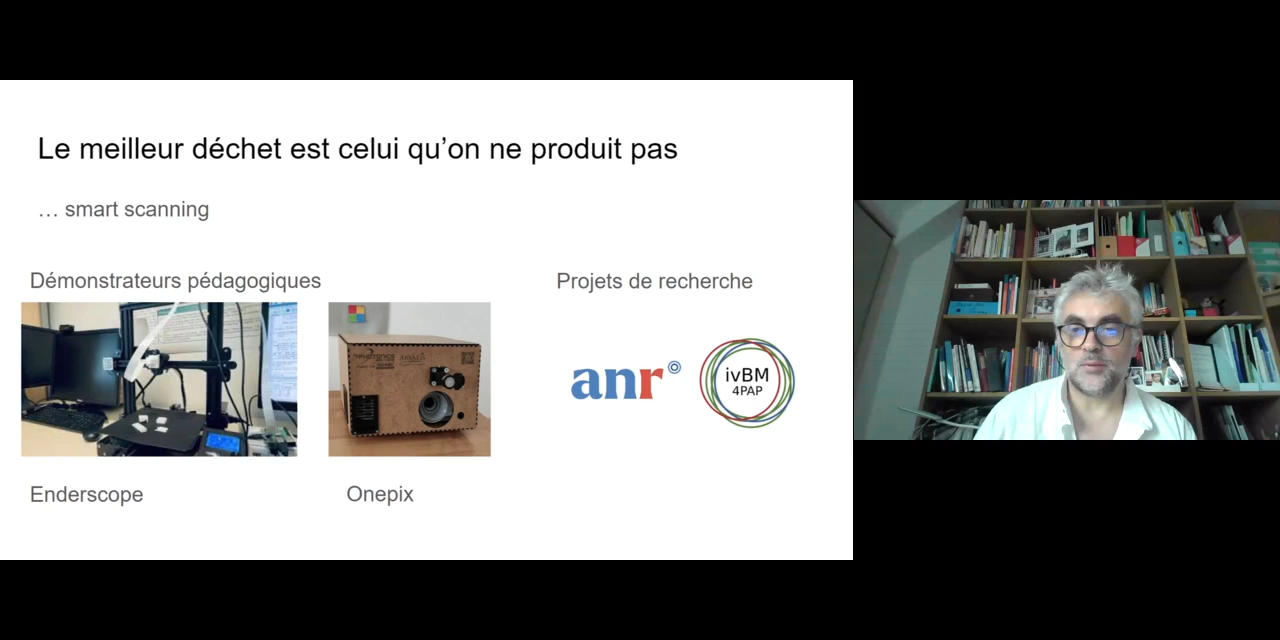 Le meilleur déchet est celui qu'on ne produit pas
… smart scanning
Démonstrateurs pédagogiques
Projets de recherche
anr
ivBM
4PAP
Enderscope
Onepix